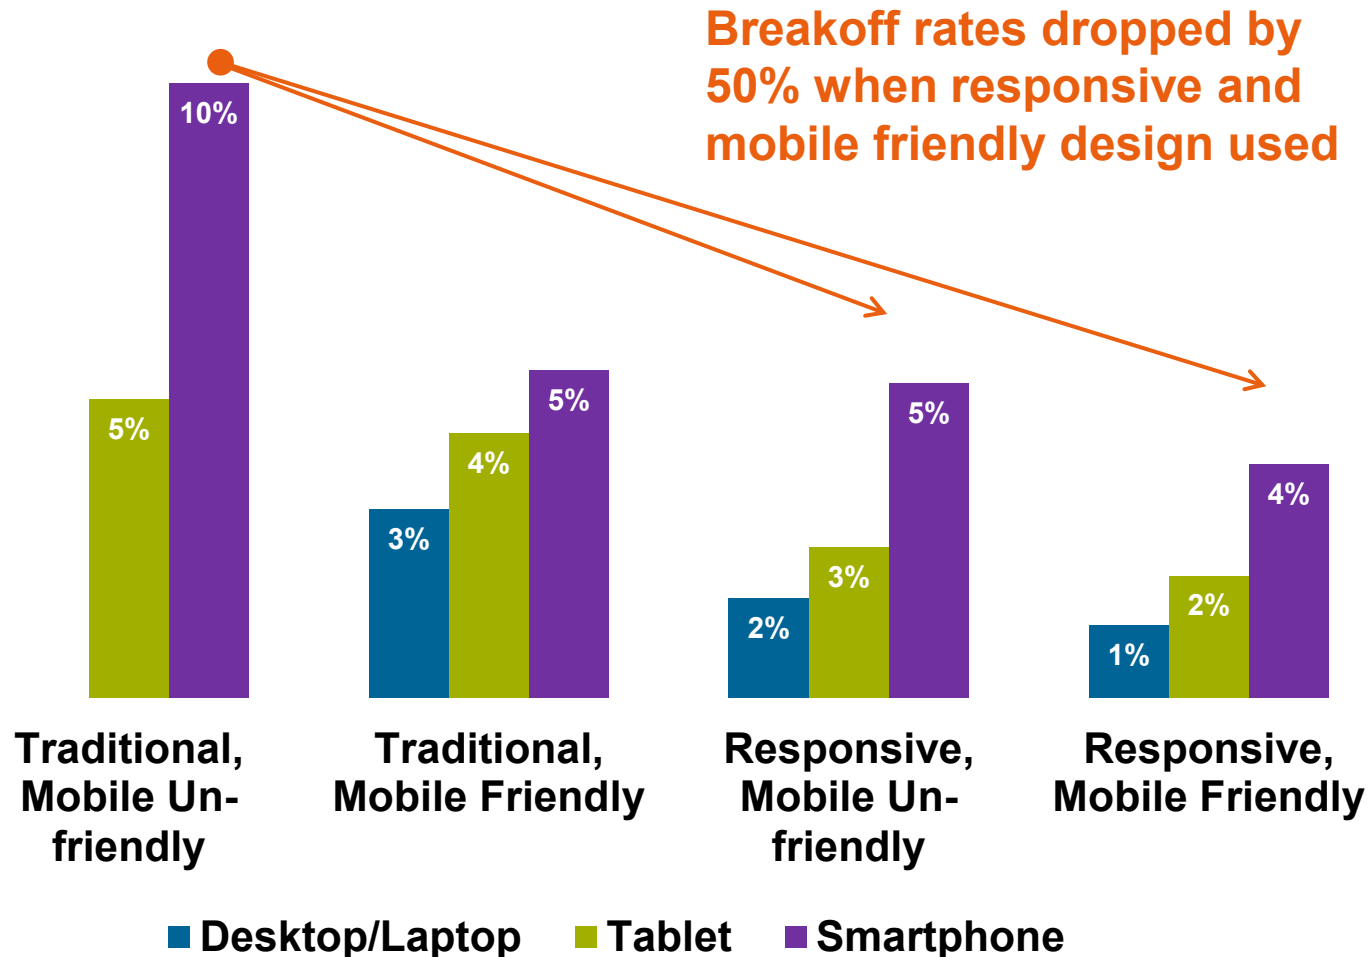 Breakoff rates dropped by
50% when responsive and
mobile friendly design used
10%
5%
3%
4%
5%
2%
3%
5%
1%
2%
4%
Traditional,
Mobile Un-
friendly
Traditional,
Mobile Friendly
Responsive,
Mobile Un-
friendly
Responsive,
Mobile Friendly
Desktop/Laptop
Tablet
Smartphone